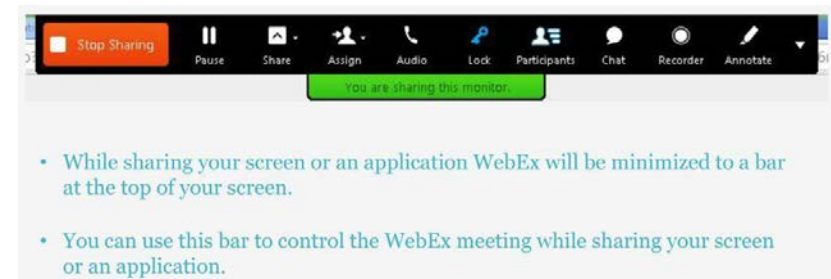 Stop Sharing
Pause
Share
Assign
Audio
Lock
Participants
Chat
Recorder
Annotate
You are sharing this monitor.
• While sharing your screen or an application WebEx will be minimized to a bar
at the top of your screen.
• You can use this bar to control the WebEx meeting while sharing your screen
or an application.